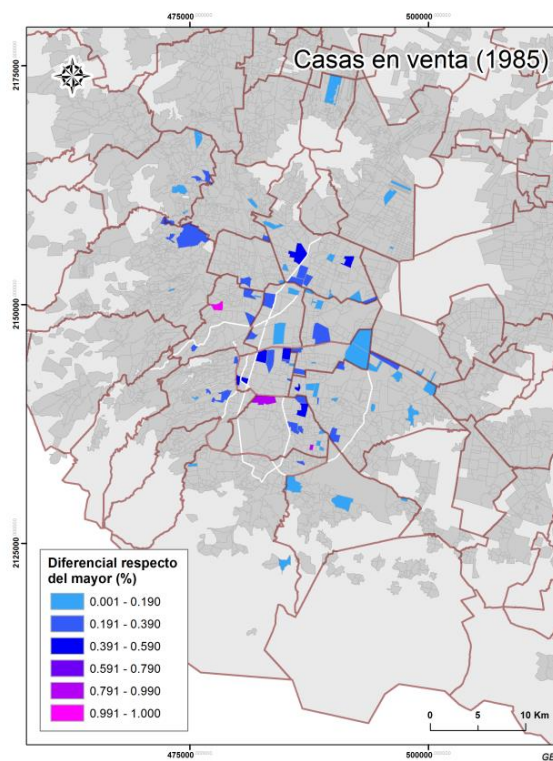 475000
500000
Casas en venta (1985)
2175000
2150000
2125000
Diferencial respecto
del mayor (%)
0.001 - 0.190
0.191 - 0.390
0.391 - 0.590
0.591 - 0.790
0.791 - 0.990
0.991 - 1.000
0 5 10 Km
475000
500000